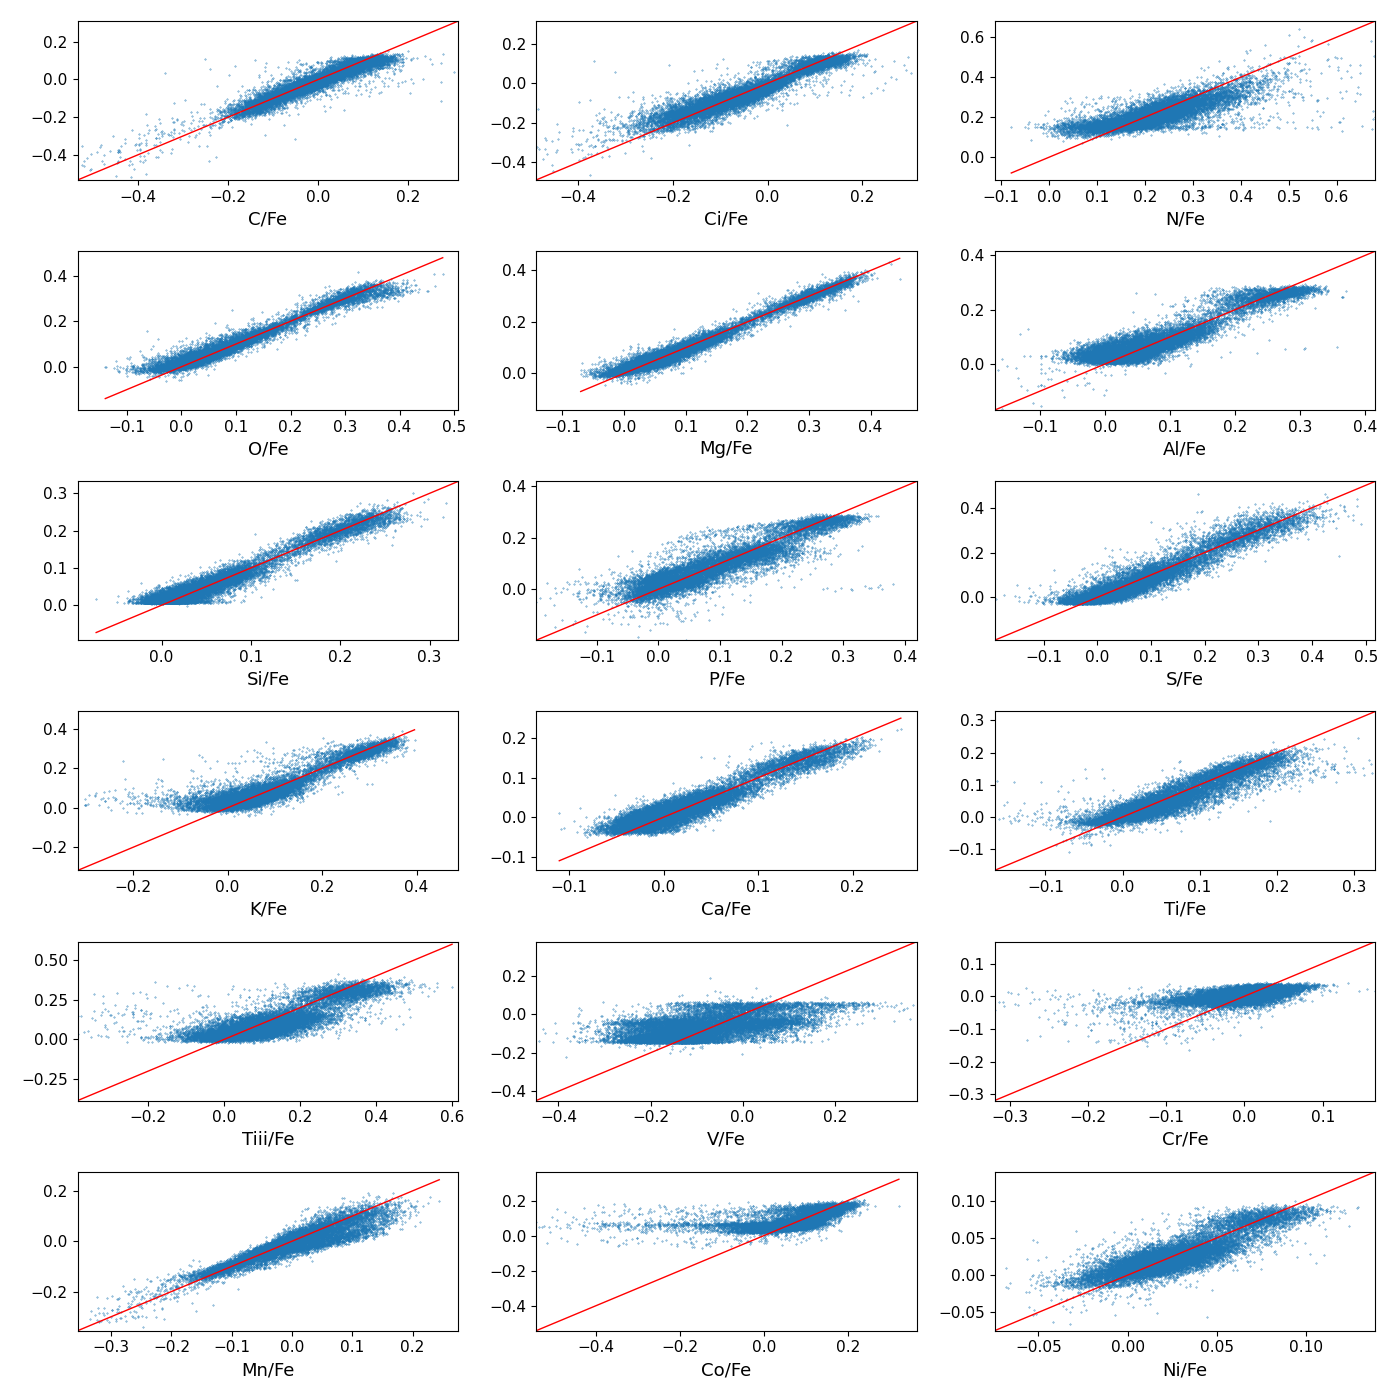 0.2 0.0 −0.2 −0.4
−0.4 −0.2 0.0 0.2
C/Fe
0.2 0.0 −0.2 −0.4
−0.4 −0.2 0.0 0.2
Ci/Fe
0.6 0.4 0.2 0.0
−0.1 0.0 0.1 0.2 0.3 0.4 0.5 0.6
N/Fe
0.4 0.2 0.0
−0.1 0.0 0.1 0.2 0.3 0.4 0.5
O/Fe
0.4 0.2 0.0
−0.1 0.0 0.1 0.2 0.3 0.4
Mg/Fe
0.4 0.2 0.0
−0.1 0.0 0.1 0.2 0.3 0.4
Al/Fe
0.3 0.2 0.1 0.0
0.0 0.1 0.2 0.3
Si/Fe
0.4 0.2 0.0
−0.1 0.0 0.1 0.2 0.3 0.4
P/Fe
0.4 0.2 0.0
−0.1 0.0 0.1 0.2 0.3 0.4 0.5
S/Fe
0.4 0.2 0.0 −0.2
−0.2 0.0 0.2 0.4
K/Fe
0.2 0.1 0.0 −0.1
−0.1 0.0 0.1 0.2
Ca/Fe
0.3 0.2 0.1 0.0 −0.1
−0.1 0.0 0.1 0.2 0.3
Ti/Fe
0.50 0.25 0.00 −0.25
−0.2 0.0 0.2 0.4 0.6
Tiii/Fe
0.2 0.0 −0.2 −0.4
−0.4 −0.2 0.0 0.2
V/Fe
0.1 0.0 −0.1 −0.2 −0.3
−0.3 −0.2 −0.1 0.0 0.1
Cr/Fe
0.2 0.0 −0.2
−0.3 −0.2 −0.1 0.0 0.1 0.2
Mn/Fe
0.2 0.0 −0.2 −0.4
−0.4 −0.2 0.0 0.2
Co/Fe
0.10 0.05 0.00 −0.05
−0.05 0.00 0.05 0.10
Ni/Fe